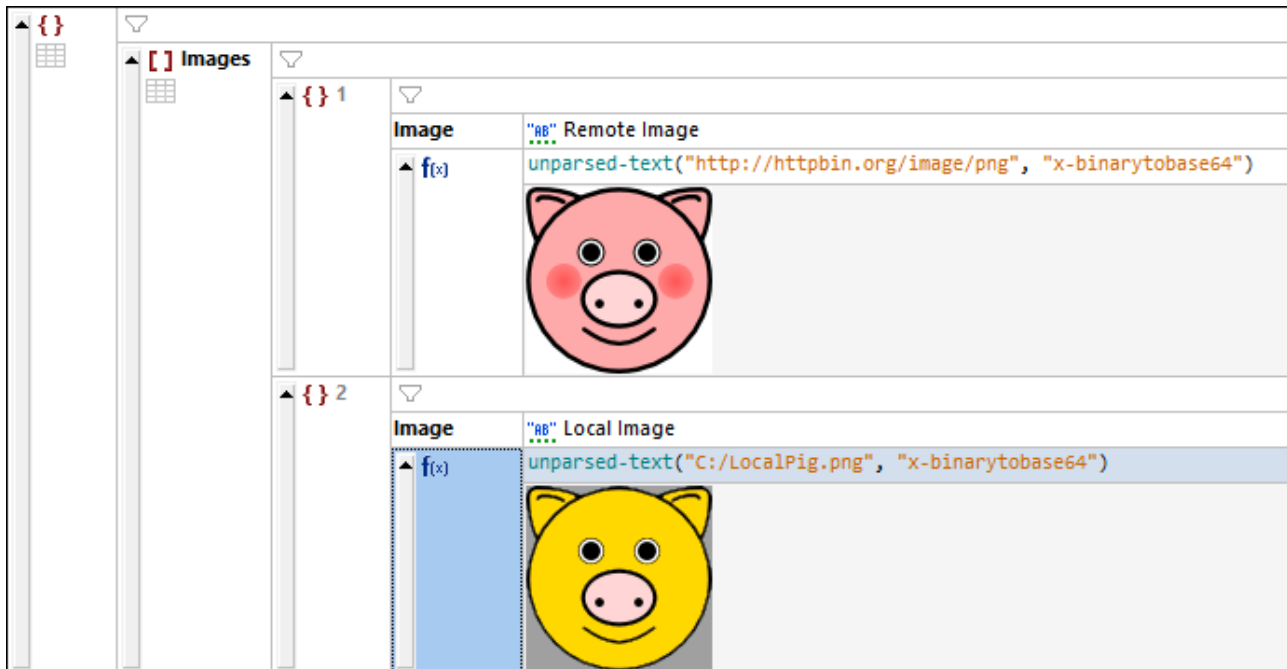 { }
[ ] Images
{ } 1
Image "AB" Remote Image
f(x) unparsed-text("http://httpbin.org/image/png", "x-binarytobase64")
{ } 2
Image "AB" Local Image
f(x) unparsed-text("C:/LocalPig.png", "x-binarytobase64")